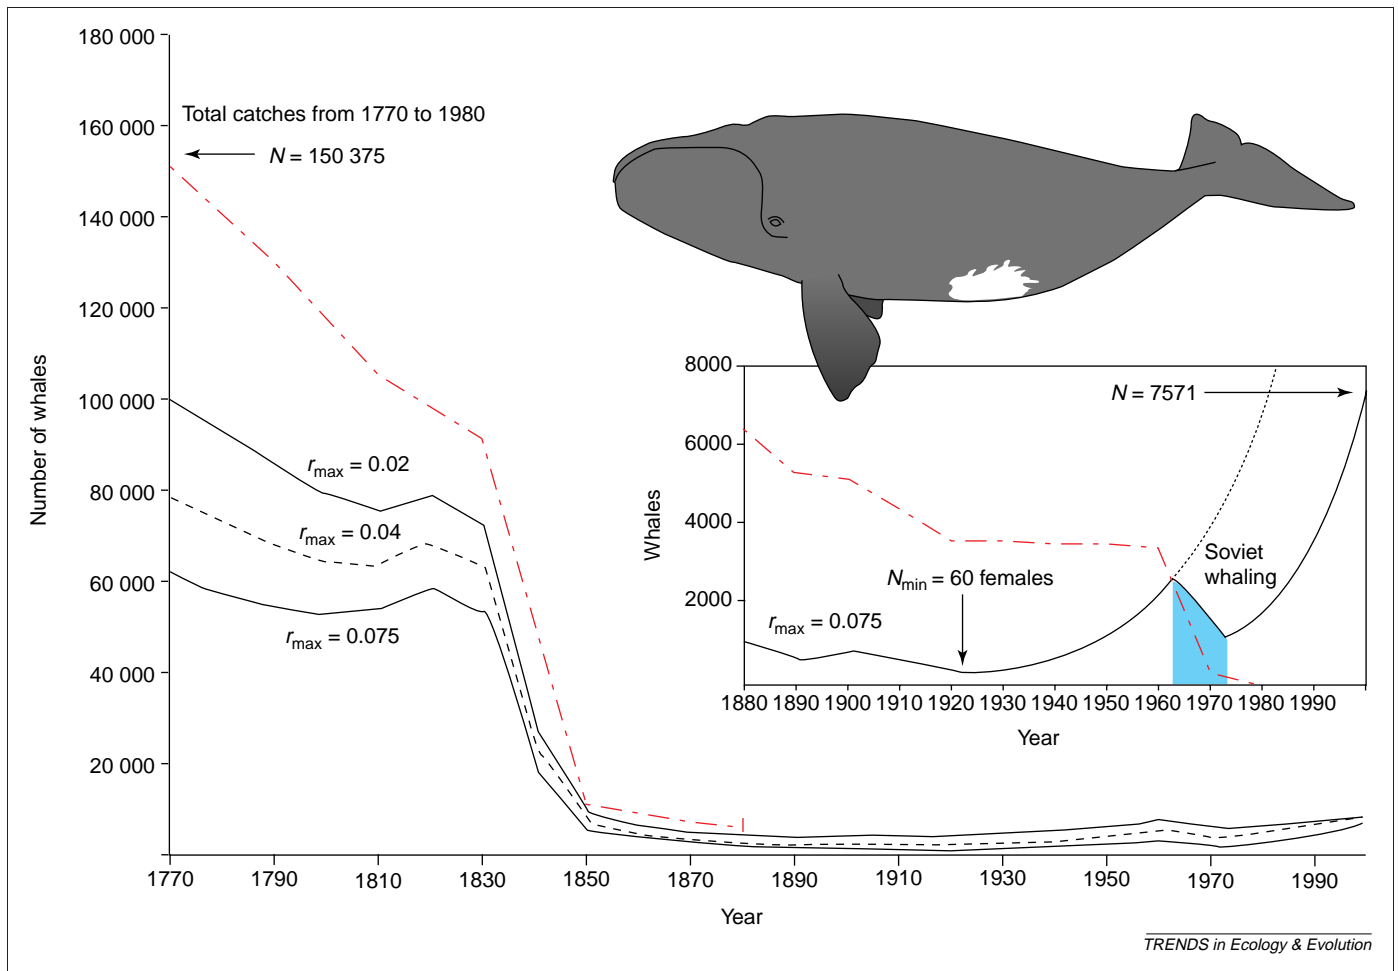 180 000
160 000
140 000
120 000
100 000
80 000
60 000
40 000
20 000
Number of whales
Total catches from 1770 to 1980
N = 150 375
rmax = 0.02
rmax = 0.04
rmax = 0.075
1770 1790 1810 1830 1850 1870 1890 1910 1930 1950 1970 1990
Year
8000
6000
4000
2000
Whales
N = 7571
Soviet
whaling
Nmin = 60 females
rmax = 0.075
1880 1890 1900 1910 1920 1930 1940 1950 1960 1970 1980 1990
Year
TRENDS in Ecology & Evolution